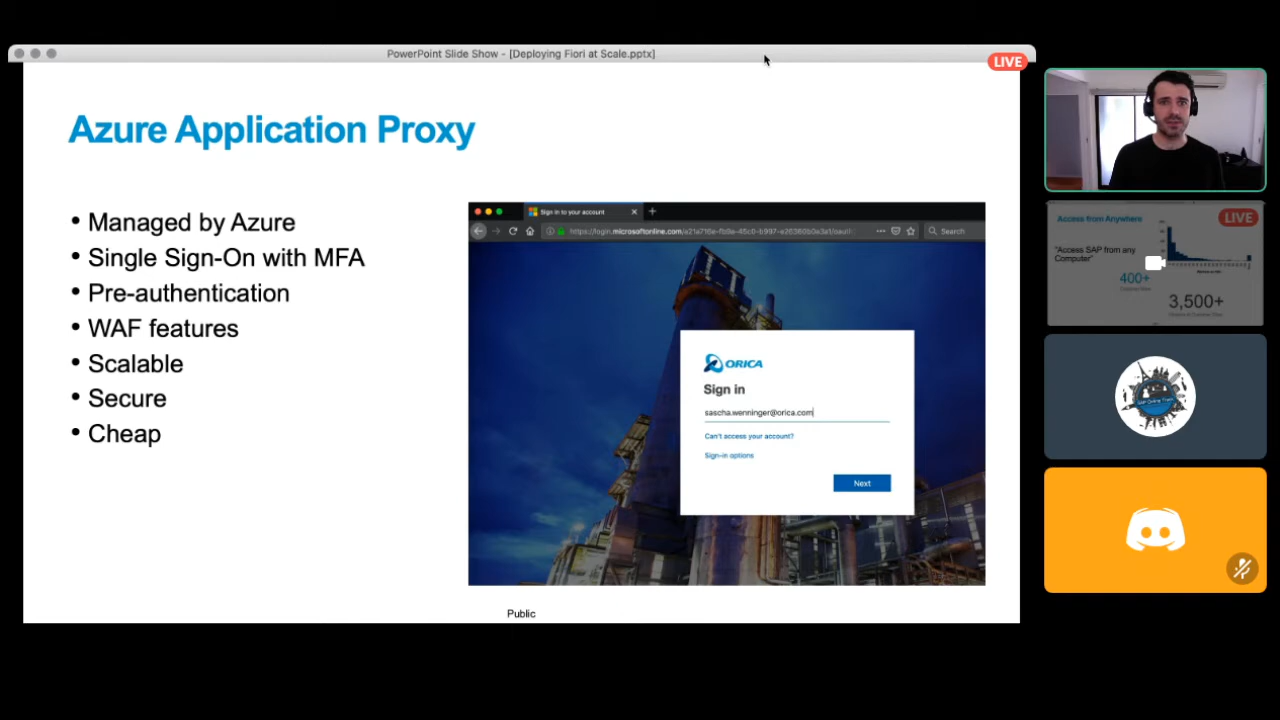 PowerPoint Slide Show - [Deploying Fiori at Scale.pptx]
LIVE
Azure Application Proxy
• Managed by Azure
• Single Sign-On with MFA
• Pre-authentication
• WAF features
• Scalable
• Secure
• Cheap
Sign in to your account
Search
ORICA
Sign in
sascha.wenninger@orica.com
Can't access your account?
Sign-in options
Next
Public
Access from Anywhere
LIVE
"Access SAP from any
Computer"
400+
3,500+